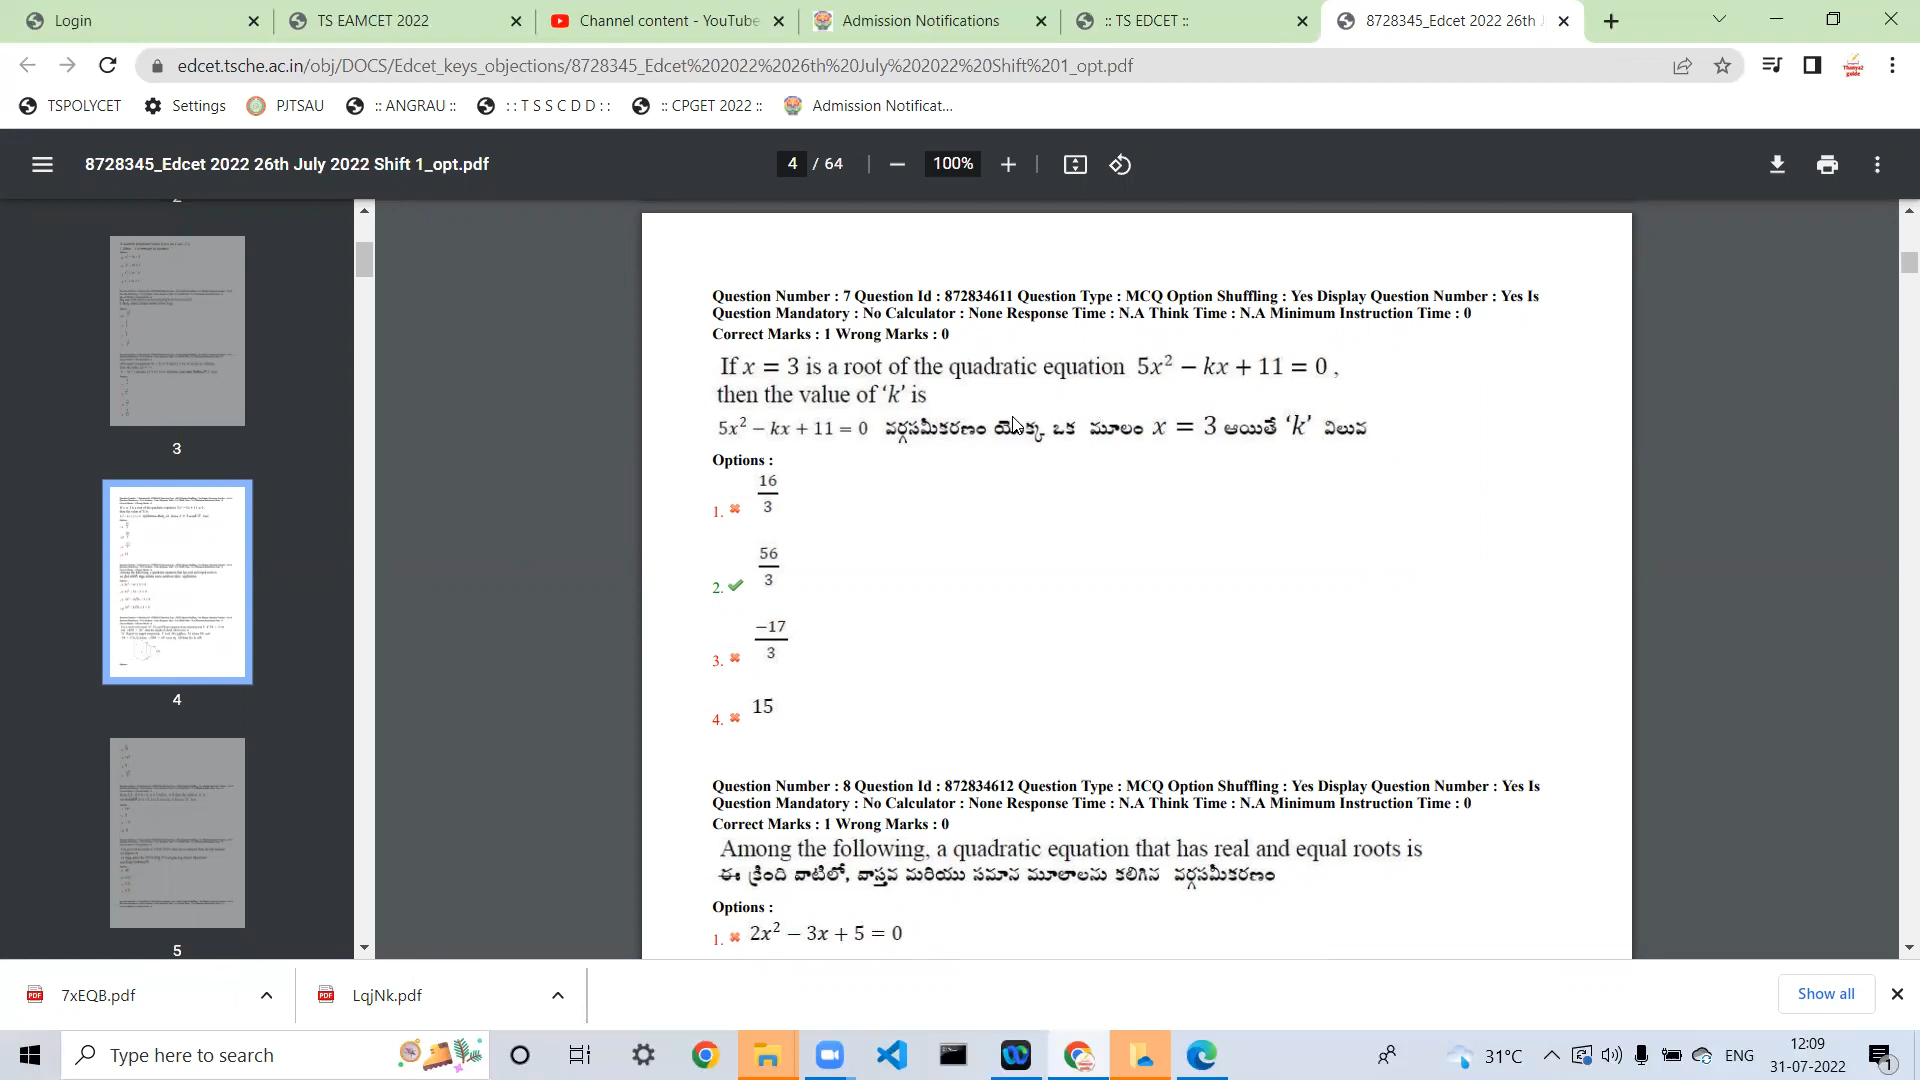 Login
TS EAMCET 2022
Channel content - YouTube
Admission Notifications
:: TS EDCET ::
8728345_Edcet 2022 26th J
edcet.tsche.ac.in/obj/DOCS/Edcet_keys_objections/8728345_Edcet%202022%2026th%20July%202022%20Shift%201_opt.pdf
TSPOLYCET
Settings
PJTSAU
:: ANGRAU ::
: : T S S C D D : :
:: CPGET 2022 ::
Admission Notificat...
8728345_Edcet 2022 26th July 2022 Shift 1_opt.pdf
4 / 64
100%
3
4
5
Question Number : 7 Question Id : 872834611 Question Type : MCQ Option Shuffling : Yes Display Question Number : Yes Is
Question Mandatory : No Calculator : None Response Time : N.A Think Time : N.A Minimum Instruction Time : 0
Correct Marks : 1 Wrong Marks : 0
If x = 3 is a root of the quadratic equation 5x² − kx + 11 = 0 ,
then the value of ‘k’ is
5x² − kx + 11 = 0 వర్గసమీకరణం యొక్క ఒక మూలం x = 3 అయితే ‘k’ విలువ
Options :
1. 16/3
2. 56/3
3. −17/3
4. 15
Question Number : 8 Question Id : 872834612 Question Type : MCQ Option Shuffling : Yes Display Question Number : Yes Is
Question Mandatory : No Calculator : None Response Time : N.A Think Time : N.A Minimum Instruction Time : 0
Correct Marks : 1 Wrong Marks : 0
Among the following, a quadratic equation that has real and equal roots is
ఈ క్రింది వాటిలో, వాస్తవ మరియు సమాన మూలాలను కలిగిన వర్గసమీకరణం
Options :
1. 2x² − 3x + 5 = 0
7xEQB.pdf
LqjNk.pdf
Show all
Type here to search
31°C
ENG
12:09
31-07-2022
1